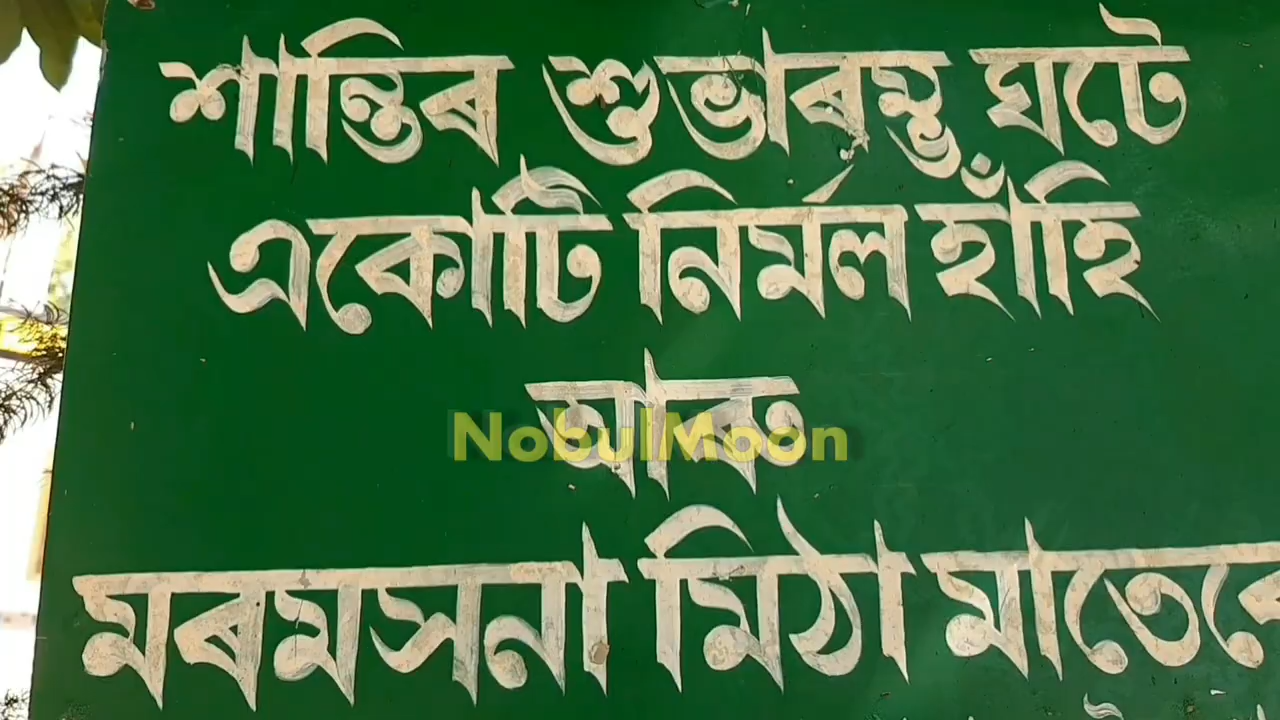 শান্তিৰ শুভাৰম্ভ ঘটে
একোটি নিৰ্মল হাঁহি
আৰু
NobulMoon
মৰমসনা মিঠা মাতেৰে